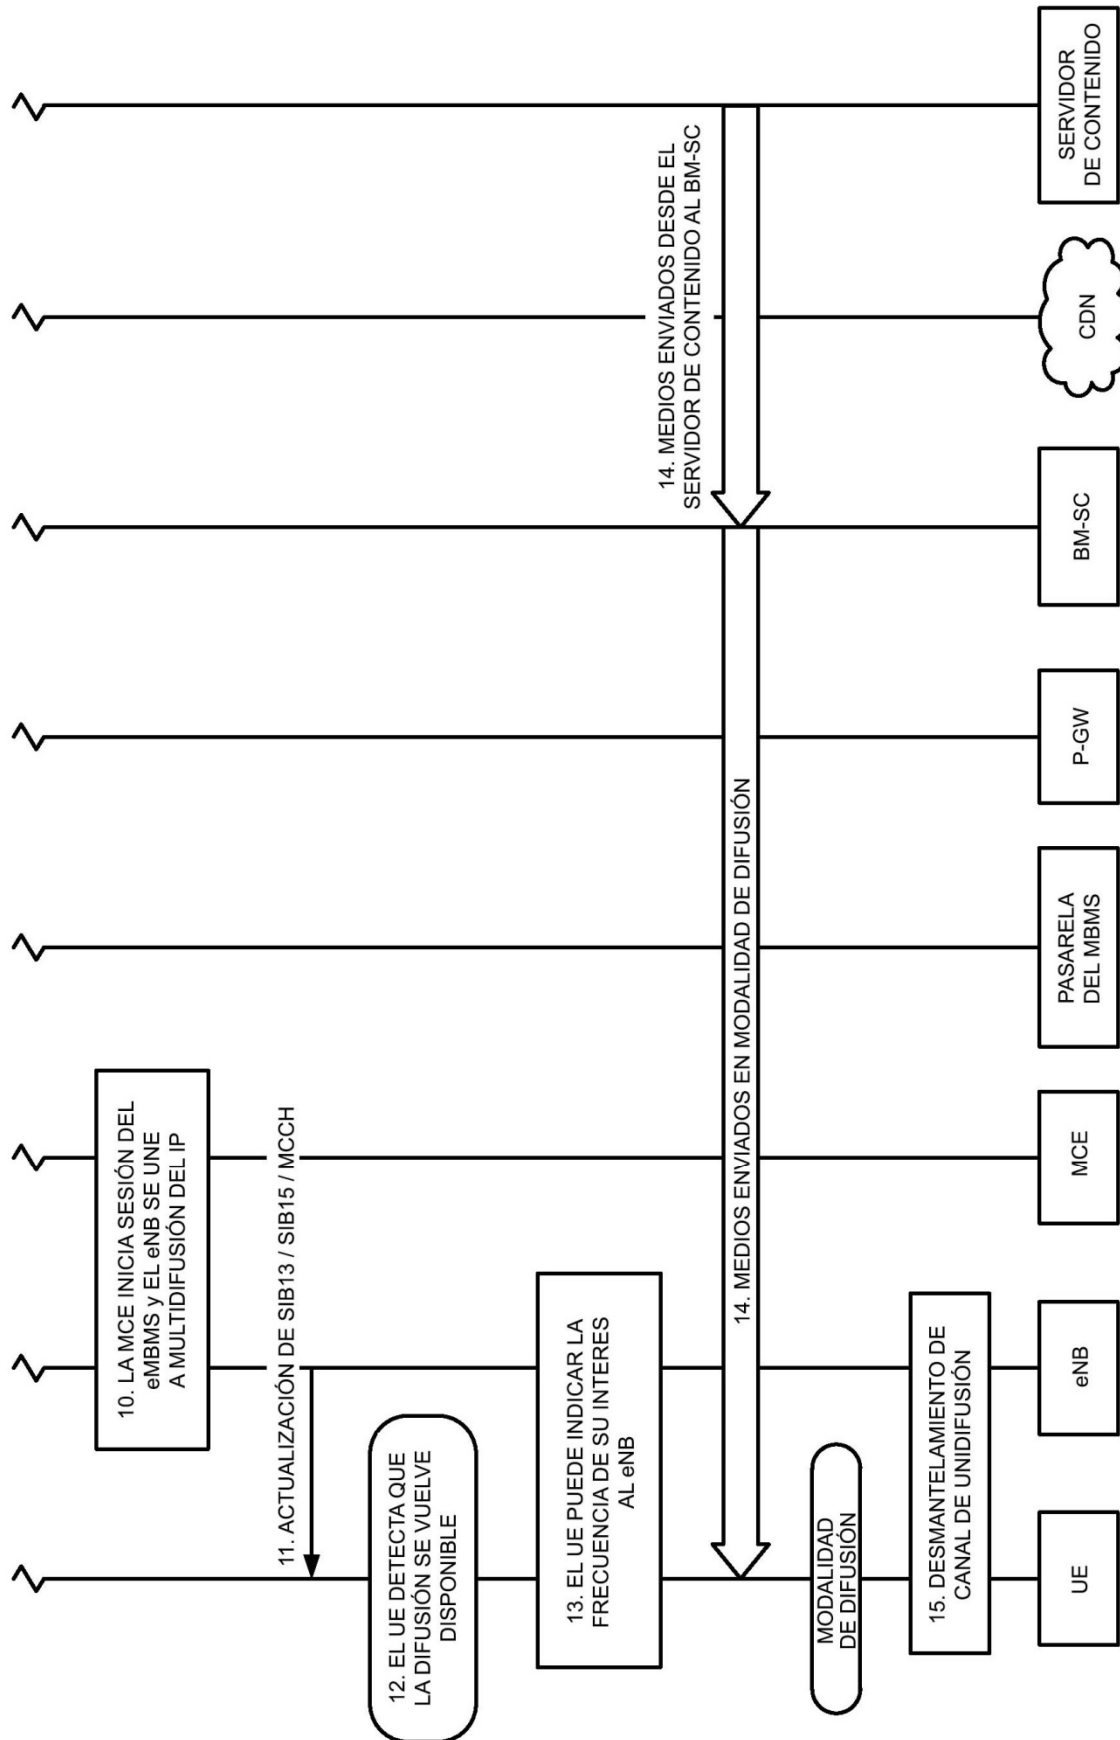 10. LA MCE INICIA SESIÓN DEL
eMBMS y EL eNB SE UNE
A MULTIDIFUSIÓN DEL IP
11. ACTUALIZACIÓN DE SIB13 / SIB15 / MCCH
12. EL UE DETECTA QUE
LA DIFUSIÓN SE VUELVE
DISPONIBLE
13. EL UE PUEDE INDICAR LA
FRECUENCIA DE SU INTERES
AL eNB
14. MEDIOS ENVIADOS DESDE EL
SERVIDOR DE CONTENIDO AL BM-SC
14. MEDIOS ENVIADOS EN MODALIDAD DE DIFUSIÓN
MODALIDAD
DE DIFUSIÓN
15. DESMANTELAMIENTO DE
CANAL DE UNIDIFUSIÓN
UE
eNB
MCE
PASARELA
DEL MBMS
P-GW
BM-SC
CDN
SERVIDOR
DE CONTENIDO